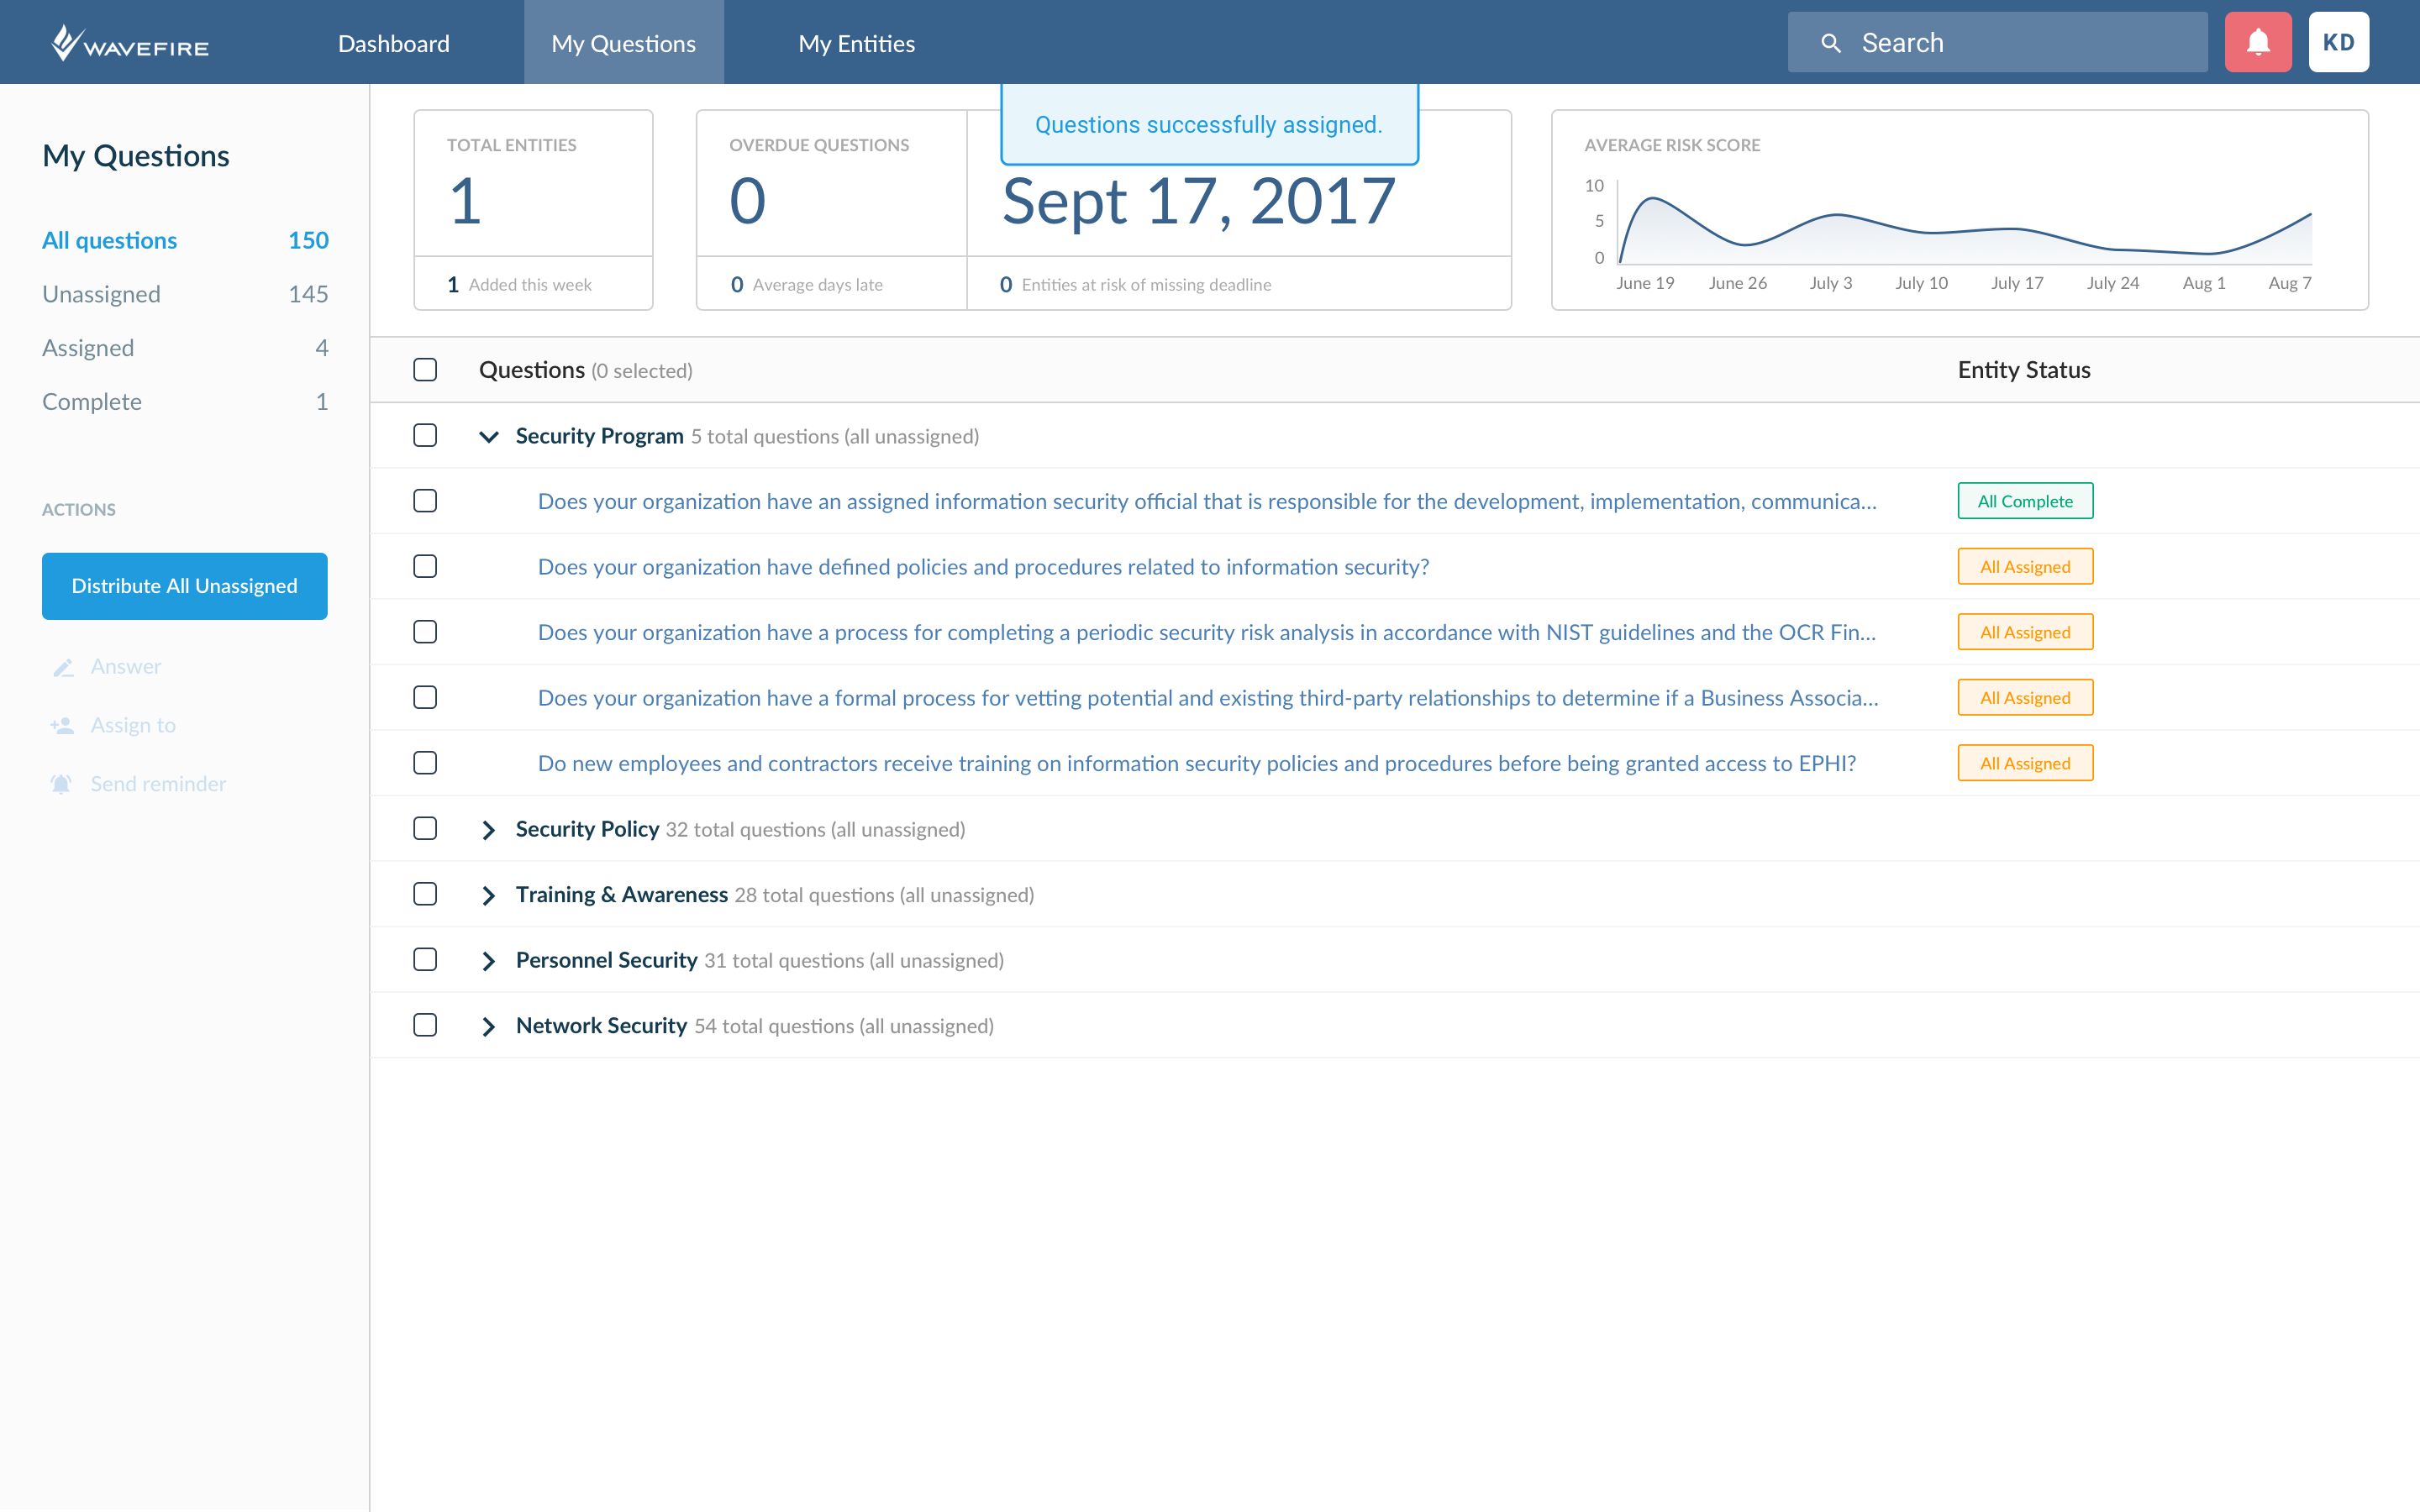 WAVEFIRE
Dashboard
My Questions
My Entities
Search
KD
Questions successfully assigned.
My Questions
All questions 150
Unassigned 145
Assigned 4
Complete 1
ACTIONS
Distribute All Unassigned
Answer
Assign to
Send reminder
TOTAL ENTITIES
1
1 Added this week
OVERDUE QUESTIONS
0
0 Average days late
Sept 17, 2017
0 Entities at risk of missing deadline
AVERAGE RISK SCORE
10
5
0
June 19 June 26 July 3 July 10 July 17 July 24 Aug 1 Aug 7
Questions (0 selected) Entity Status
Security Program 5 total questions (all unassigned)
Does your organization have an assigned information security official that is responsible for the development, implementation, communica... All Complete
Does your organization have defined policies and procedures related to information security? All Assigned
Does your organization have a process for completing a periodic security risk analysis in accordance with NIST guidelines and the OCR Fin... All Assigned
Does your organization have a formal process for vetting potential and existing third-party relationships to determine if a Business Associa... All Assigned
Do new employees and contractors receive training on information security policies and procedures before being granted access to EPHI? All Assigned
Security Policy 32 total questions (all unassigned)
Training & Awareness 28 total questions (all unassigned)
Personnel Security 31 total questions (all unassigned)
Network Security 54 total questions (all unassigned)